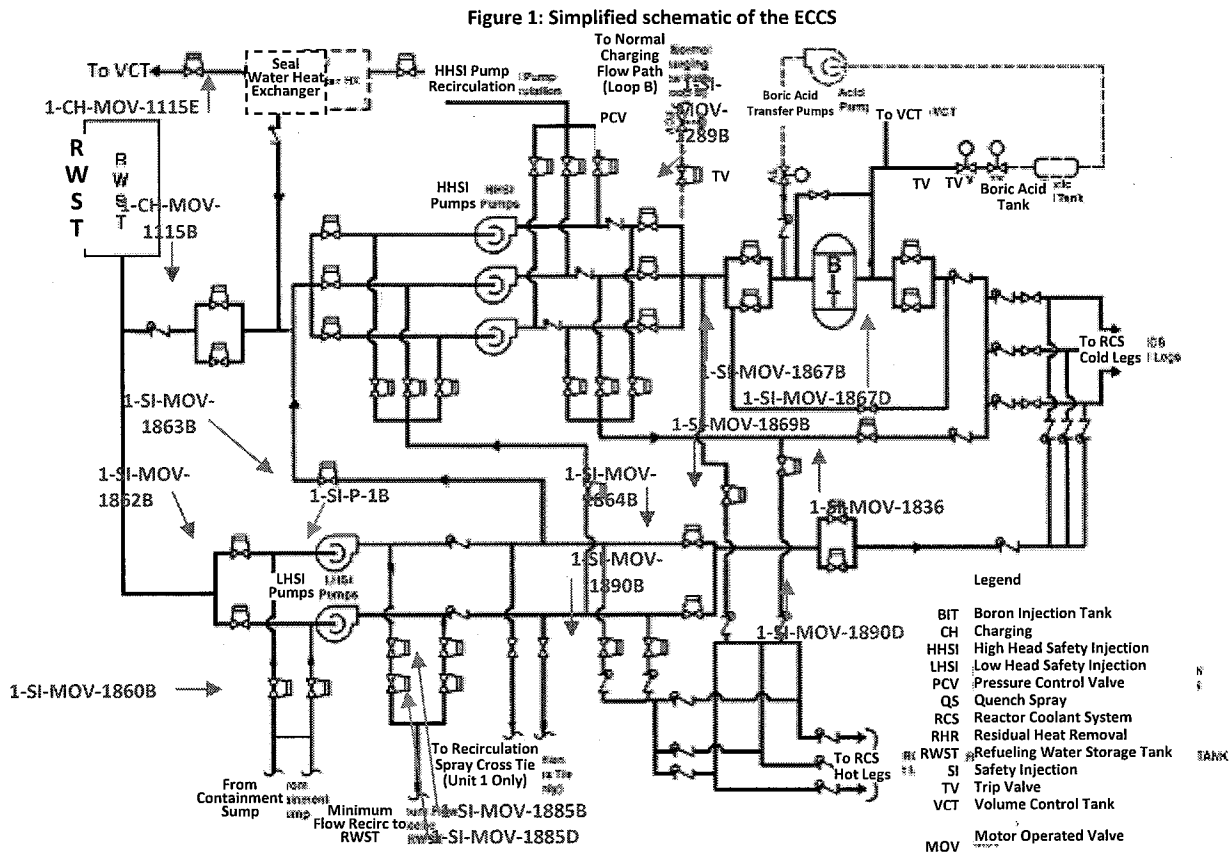 Figure 1: Simplified schematic of the ECCS
To VCT
Seal
Water Heat
Exchanger
HHSI Pump
Recirculation
To Normal
Charging
Flow Path
(Loop B)
1-SI-
MOV-
1289B
PCV
TV
Boric Acid
Transfer Pumps
To VCT
TV
TV
Boric Acid
Tank
1-CH-MOV-1115E
RWST
RWST
1-CH-MOV-
1115B
HHSI
Pumps
BIT
To RCS
Cold Legs
1-SI-MOV-1867B
1-SI-MOV-1867D
1-SI-MOV-1869B
1-SI-MOV-
1863B
1-SI-MOV-
1862B
1-SI-P-1B
1-SI-MOV-
1864B
1-SI-MOV-1836
LHSI
Pumps
LHSI
Pumps
1-SI-MOV-
1890B
1-SI-MOV-1890D
1-SI-MOV-1860B
To Recirculation
Spray Cross Tie
(Unit 1 Only)
From
Containment
Sump
Minimum
Flow Recirc to
RWST
1-SI-MOV-1885B
1-SI-MOV-1885D
To RCS
Hot Legs
Legend
BIT Boron Injection Tank
CH Charging
HHSI High Head Safety Injection
LHSI Low Head Safety Injection
PCV Pressure Control Valve
QS Quench Spray
RCS Reactor Coolant System
RHR Residual Heat Removal
RWST Refueling Water Storage Tank
TANK
SI Safety Injection
TV Trip Valve
VCT Volume Control Tank
MOV Motor Operated Valve